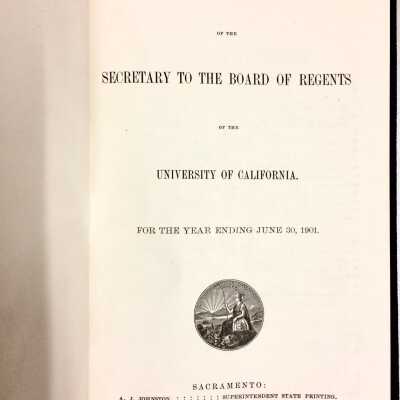 OF THE
SECRETARY TO THE BOARD OF REGENTS
OF THE
UNIVERSITY OF CALIFORNIA.
FOR THE YEAR ENDING JUNE 30, 1901.
SACRAMENTO:
A. J. JOHNSTON, : : : : : : : SUPERINTENDENT STATE PRINTING.